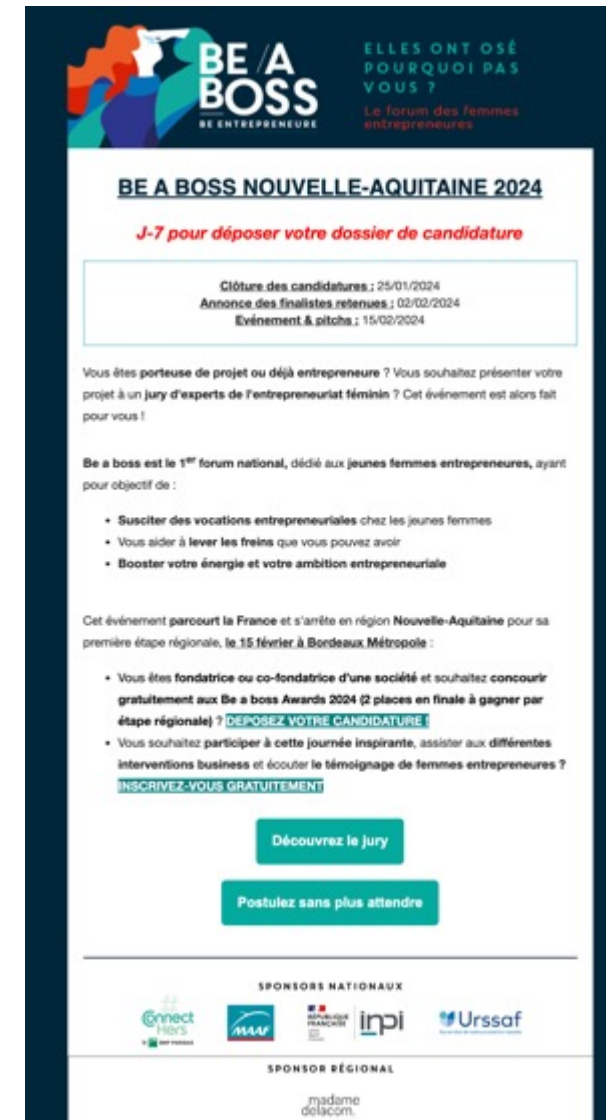 BE /A
BOSS
BE ENTREPRENEURE
ELLES ONT OSÉ
POURQUOI PAS
VOUS ?
Le forum des femmes
entrepreneures
BE A BOSS NOUVELLE-AQUITAINE 2024
J-7 pour déposer votre dossier de candidature
Clôture des candidatures : 25/01/2024
Annonce des finalistes retenues : 02/02/2024
Evénement & pitchs : 15/02/2024
Vous êtes porteuse de projet ou déjà entrepreneure ? Vous souhaitez présenter votre
projet à un jury d'experts de l'entrepreneuriat féminin ? Cet événement est alors fait
pour vous !
Be a boss est le 1er forum national, dédié aux jeunes femmes entrepreneures, ayant
pour objectif de :
• Susciter des vocations entrepreneuriales chez les jeunes femmes
• Vous aider à lever les freins que vous pouvez avoir
• Booster votre énergie et votre ambition entrepreneuriale
Cet événement parcourt la France et s'arrête en région Nouvelle-Aquitaine pour sa
première étape régionale, le 15 février à Bordeaux Métropole :
• Vous êtes fondatrice ou co-fondatrice d'une société et souhaitez concourir
gratuitement aux Be a boss Awards 2024 (2 places en finale à gagner par
étape régionale) ? DEPOSEZ VOTRE CANDIDATURE !
• Vous souhaitez participer à cette journée inspirante, assister aux différentes
interventions business et écouter le témoignage de femmes entrepreneures ?
INSCRIVEZ-VOUS GRATUITEMENT
Découvrez le jury
Postulez sans plus attendre
SPONSORS NATIONAUX
#
Connect
Hers
BNP PARIBAS
MAAF
RÉPUBLIQUE
FRANÇAISE
inpi
Urssaf
SPONSOR RÉGIONAL
madame
delacom.